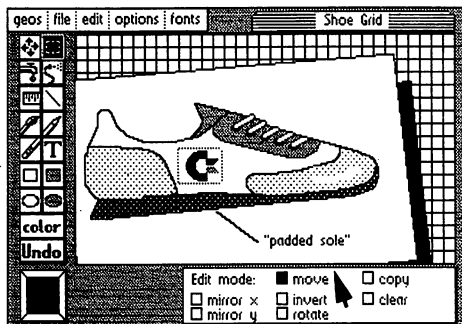 geos file edit options fonts Shoe Grid
T
color
Undo
"padded sole"
Edit mode: move copy
mirror x invert clear
mirror y rotate